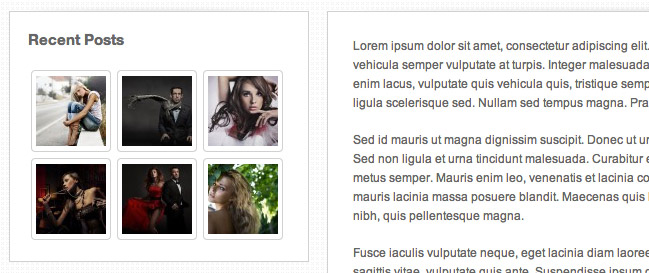 Recent Posts
Lorem ipsum dolor sit amet, consectetur adipiscing elit.
vehicula semper vulputate at turpis. Integer malesuada
enim lacus, vulputate quis vehicula quis, tristique semp
ligula scelerisque sed. Nullam sed tempus magna. Pra
Sed id mauris ut magna dignissim suscipit. Donec ut ur
Sed non ligula et urna tincidunt malesuada. Curabitur e
metus semper. Mauris enim leo, venenatis et lacinia co
mauris lacinia massa posuere blandit. Maecenas quis l
nibh, quis pellentesque magna.
Fusce iaculis vulputate neque, eget lacinia diam laoree
sagittis vitae, vulputate quis ante. Suspendisse ipsum